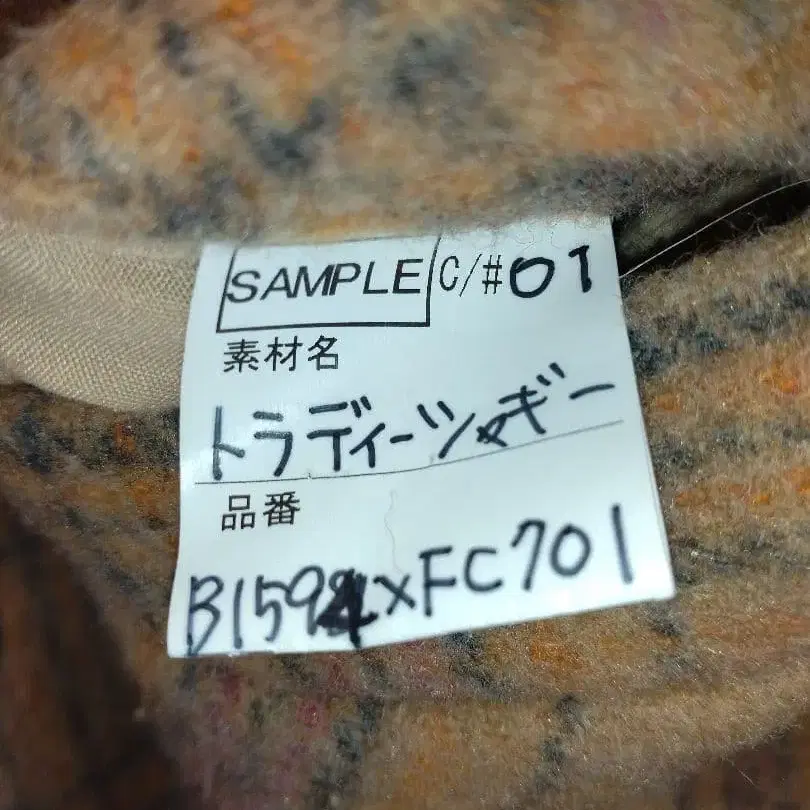 SAMPLE C/#01
素材名
トラディーシャギー
品番
B1594×FC701